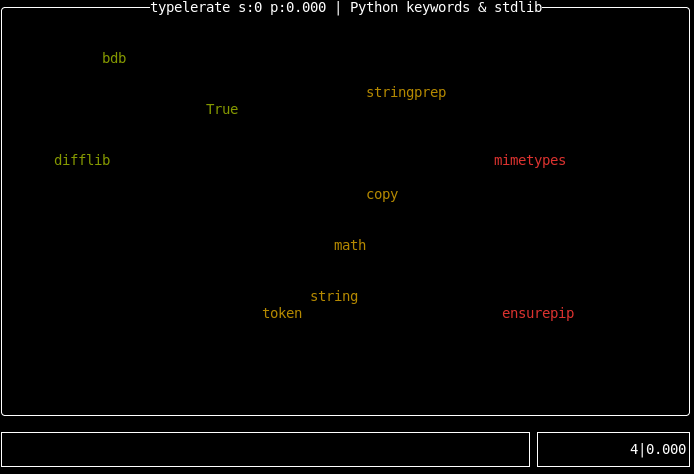 typelerate s:0 p:0.000 | Python keywords & stdlib
bdb
stringprep
True
difflib mimetypes
copy
math
string
token ensurepip
4|0.000